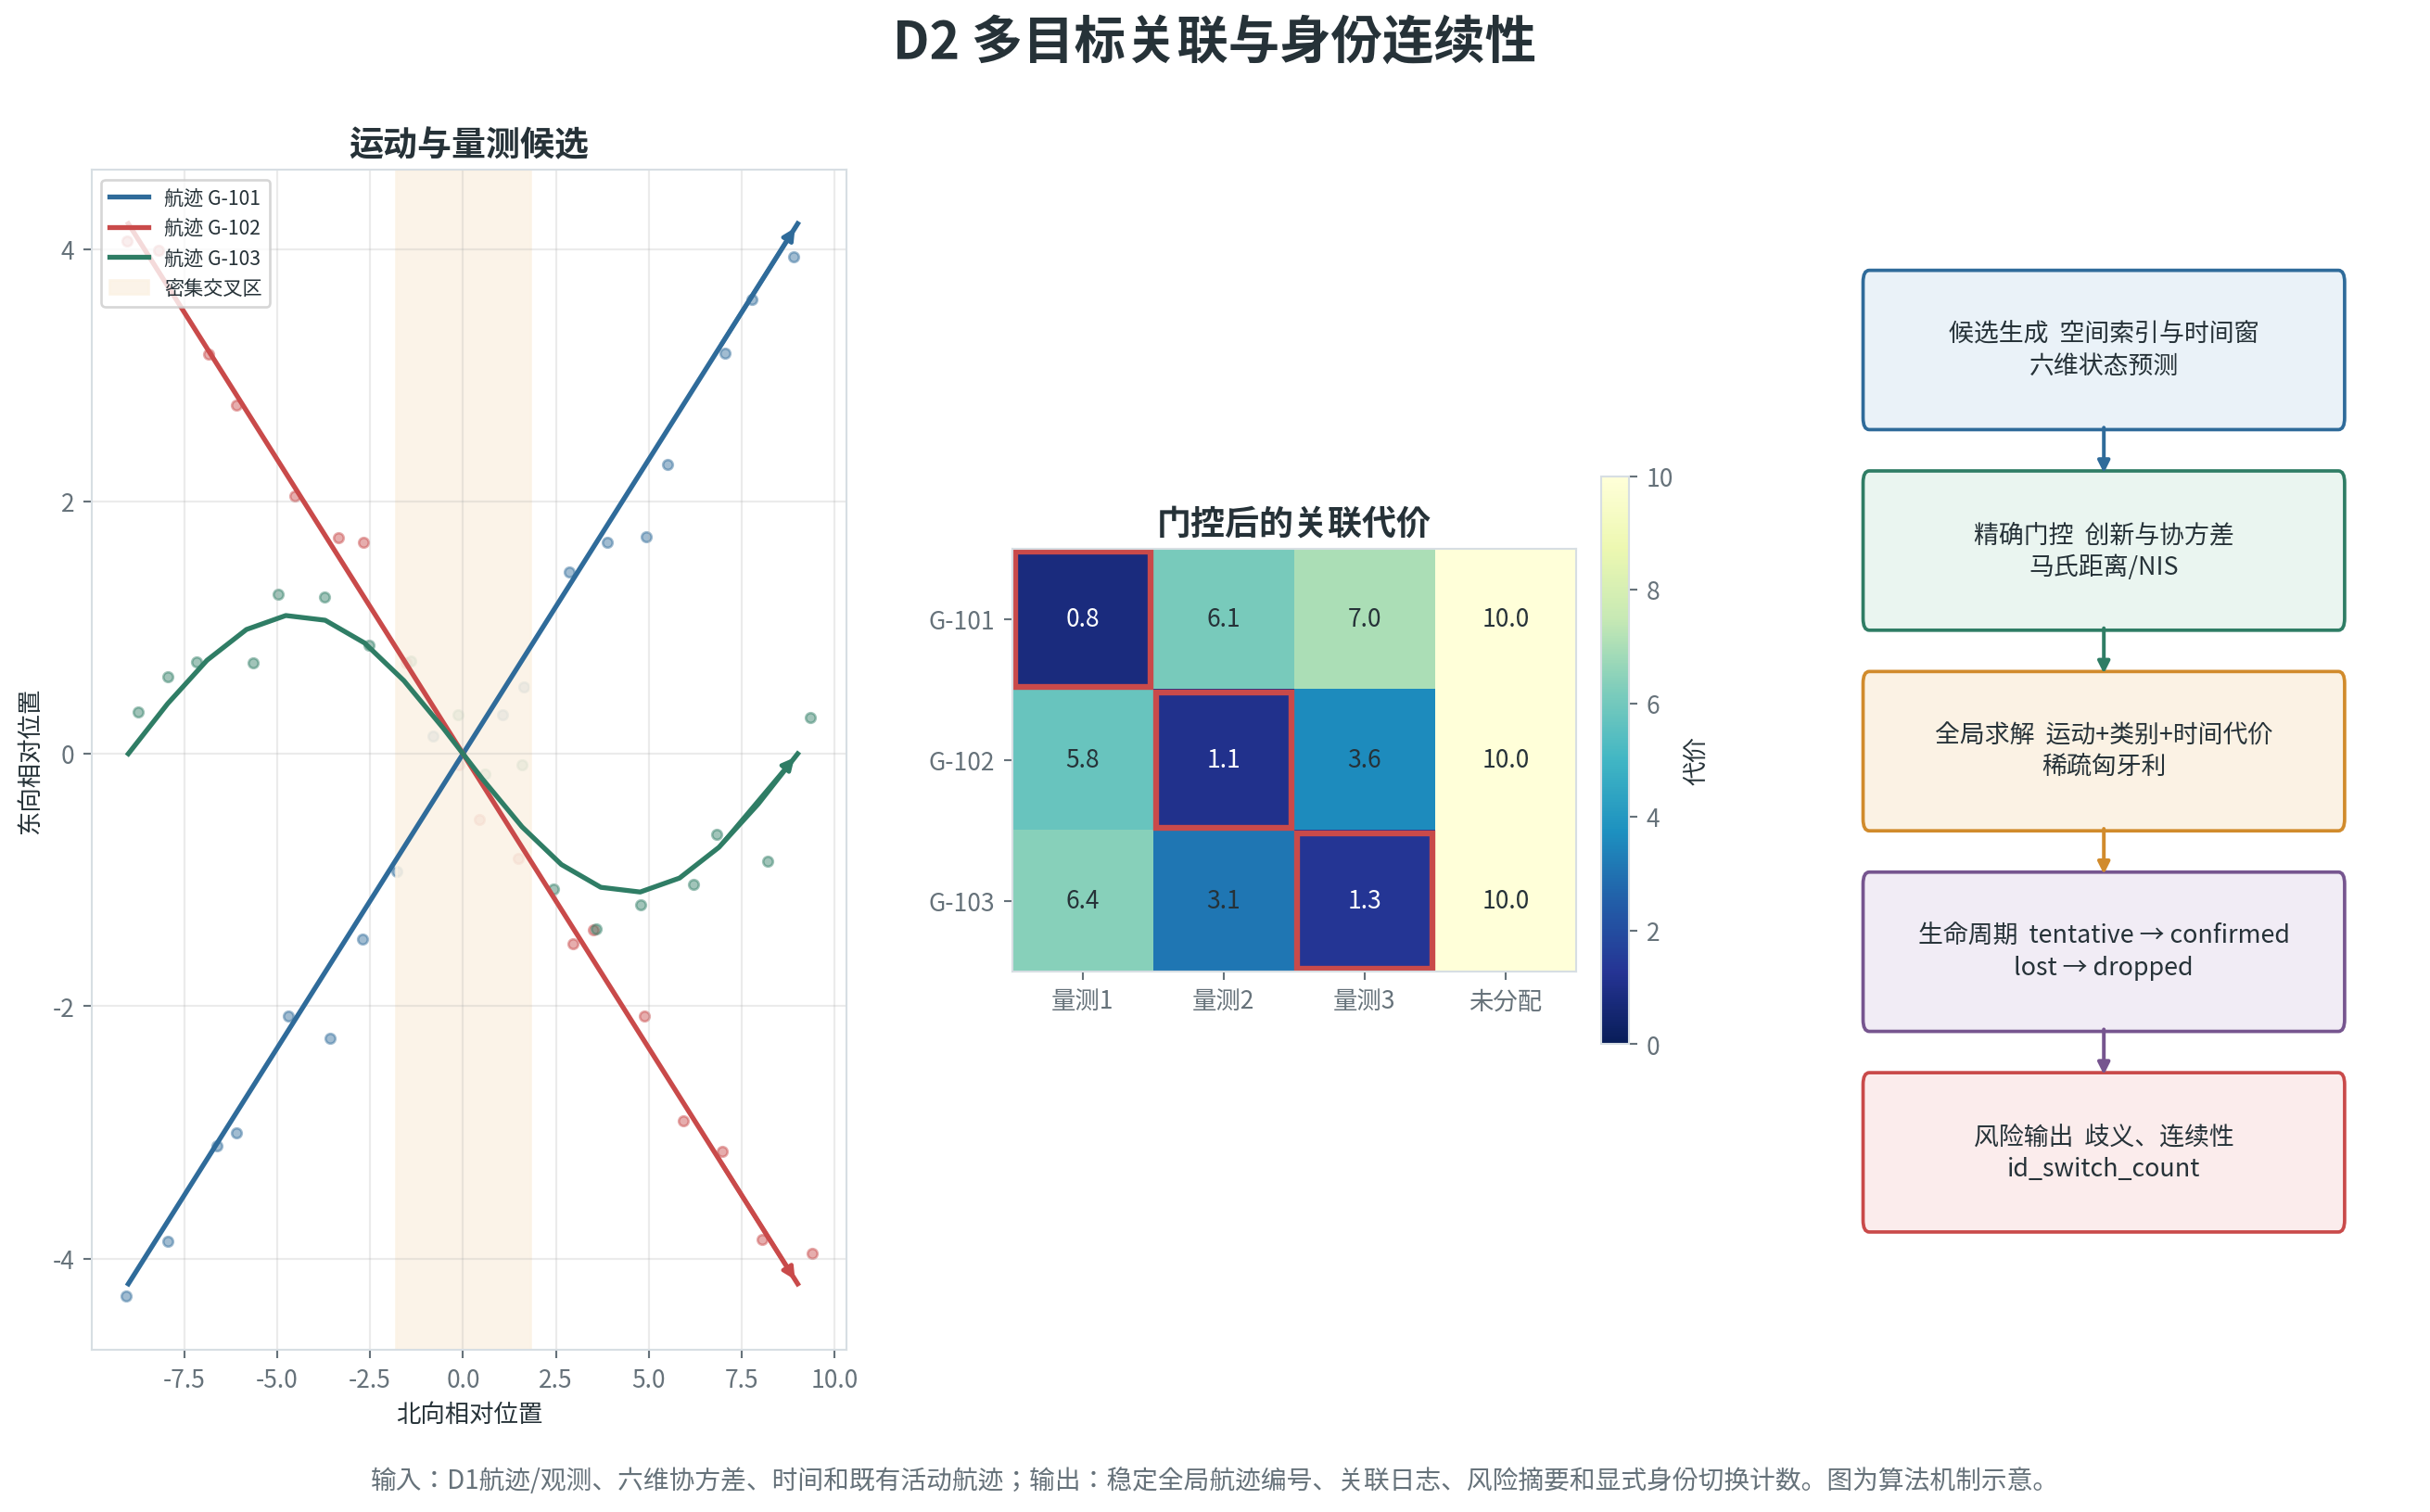 D2 多目标关联与身份连续性
运动与量测候选
航迹 G-101
航迹 G-102
航迹 G-103
密集交叉区
4
2
0
-2
-4
东向相对位置
-7.5 -5.0 -2.5 0.0 2.5 5.0 7.5 10.0
北向相对位置
门控后的关联代价
G-101 0.8 6.1 7.0 10.0
G-102 5.8 1.1 3.6 10.0
G-103 6.4 3.1 1.3 10.0
量测1 量测2 量测3 未分配
10
8
6
4
2
0
代价
候选生成 空间索引与时间窗
六维状态预测
精确门控 创新与协方差
马氏距离/NIS
全局求解 运动+类别+时间代价
稀疏匈牙利
生命周期 tentative → confirmed
lost → dropped
风险输出 歧义、连续性
id_switch_count
输入：D1航迹/观测、六维协方差、时间和既有活动航迹；输出：稳定全局航迹编号、关联日志、风险摘要和显式身份切换计数。图为算法机制示意。